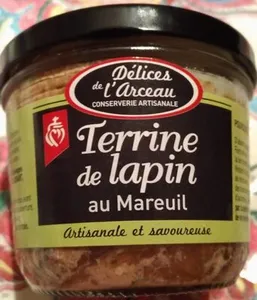 Délices
de l'Arceau
CONSERVERIE ARTISANALE
Terrine
de lapin
au Mareuil
Artisanale et savoureuse